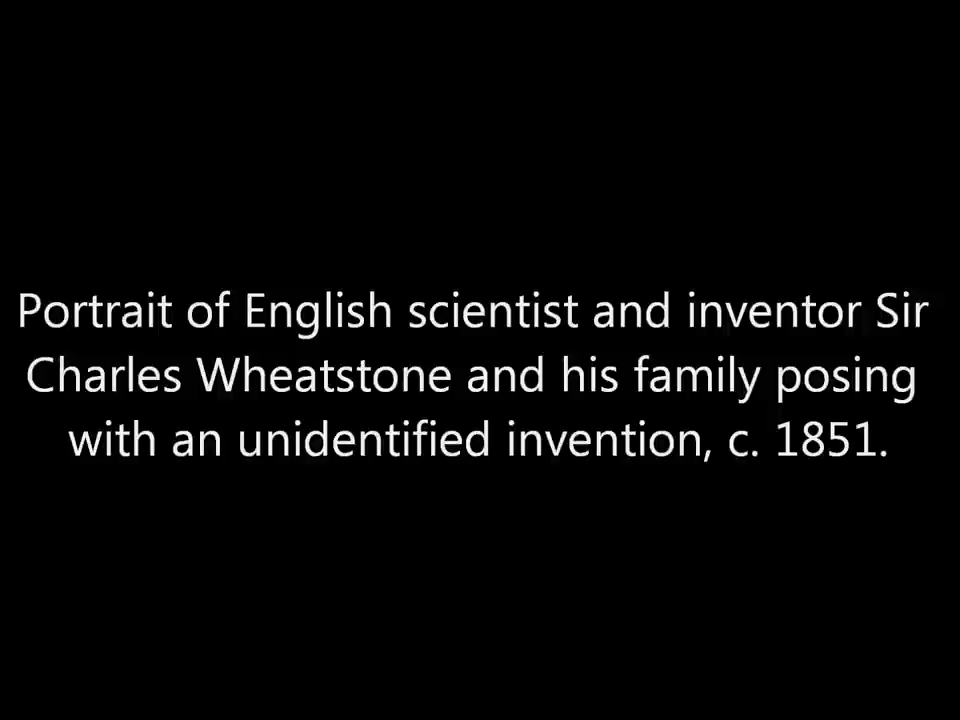 Portrait of English scientist and inventor Sir
Charles Wheatstone and his family posing
with an unidentified invention, c. 1851.